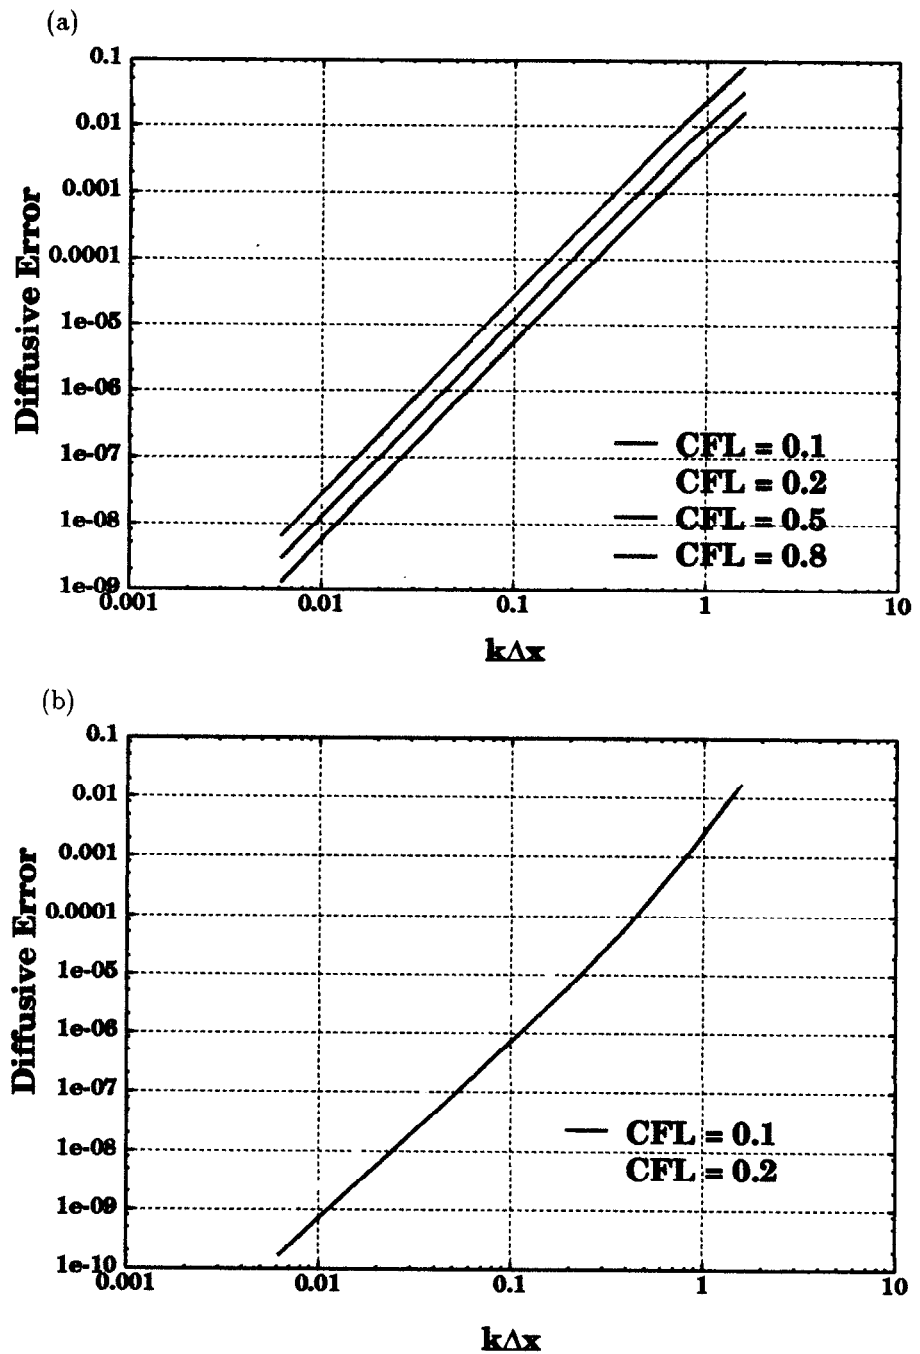 (a)
0.1
0.01
0.001
0.0001
1e-05
1e-06
1e-07
1e-08
1e-09
Diffusive Error
CFL = 0.1
CFL = 0.2
CFL = 0.5
CFL = 0.8
0.001
0.01
0.1
1
10
kΔx
(b)
0.1
0.01
0.001
0.0001
1e-05
1e-06
1e-07
1e-08
1e-09
1e-10
Diffusive Error
CFL = 0.1
CFL = 0.2
0.001
0.01
0.1
1
10
kΔx